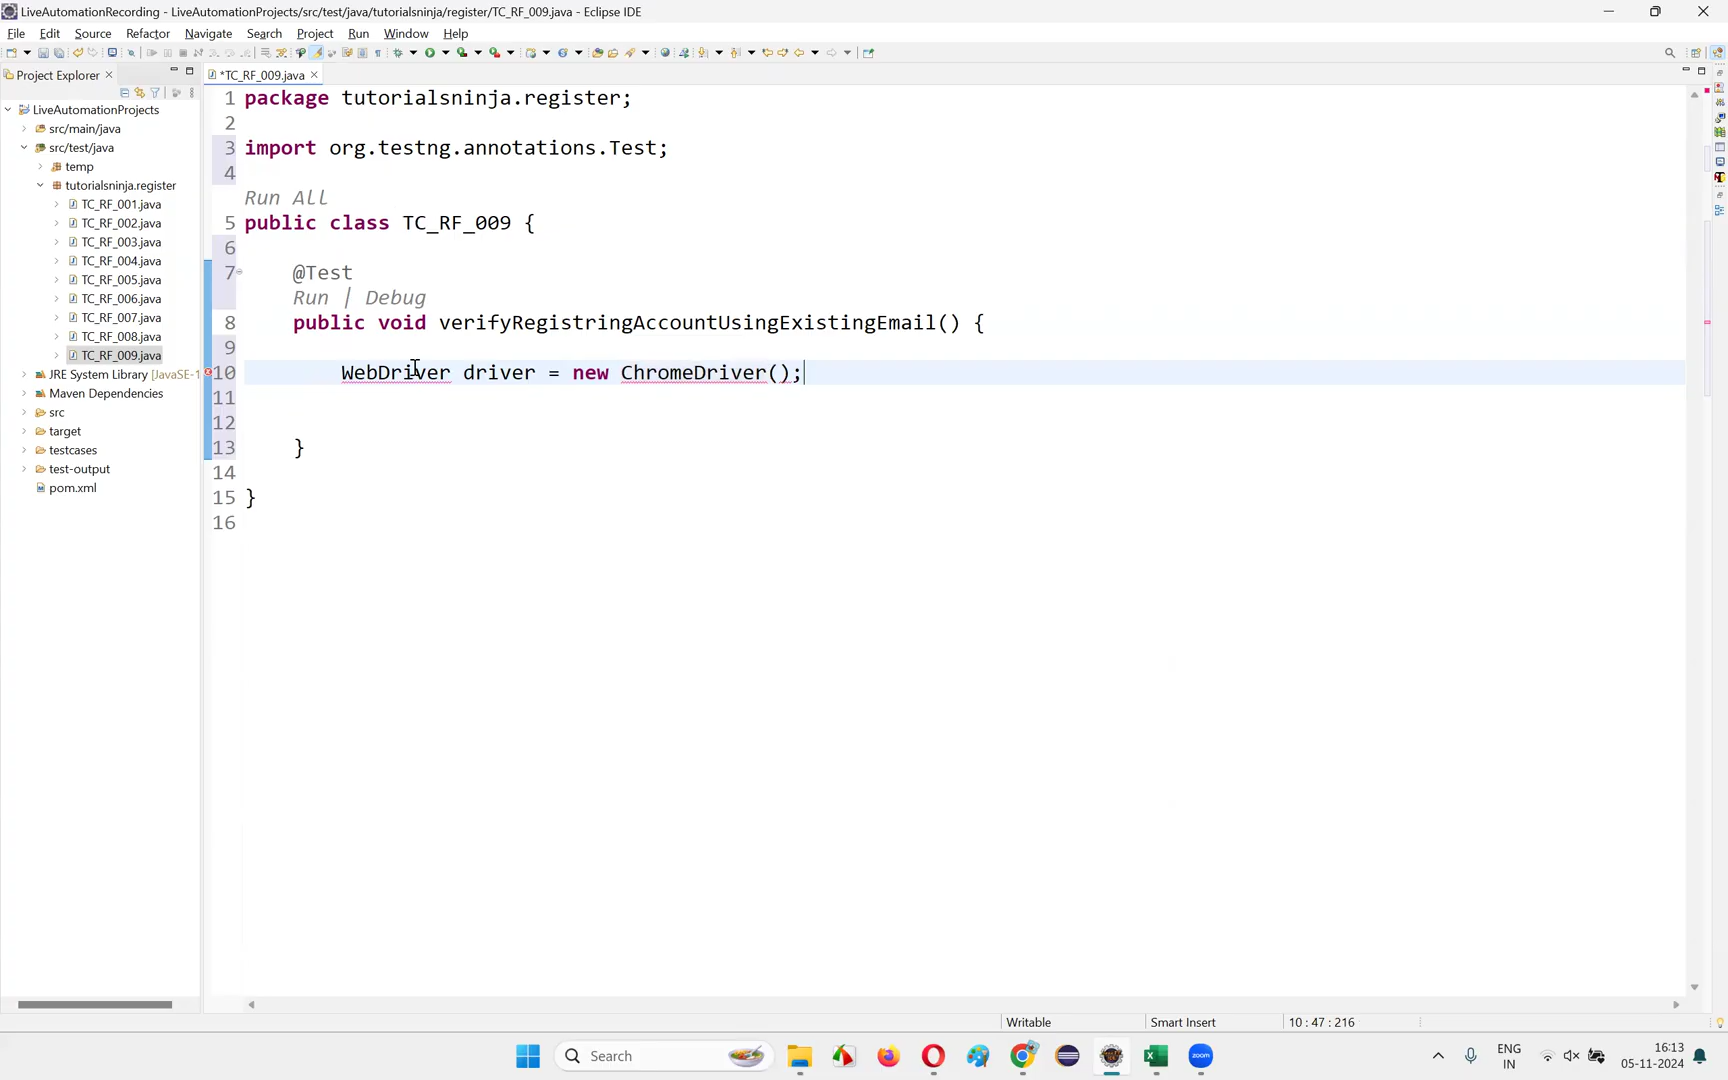 LiveAutomationRecording - LiveAutomationProjects/src/test/java/tutorialsninja/register/TC_RF_009.java - Eclipse IDE
File Edit Source Refactor Navigate Search Project Run Window Help
Project Explorer
*TC_RF_009.java
LiveAutomationProjects
src/main/java
src/test/java
temp
tutorialsninja.register
TC_RF_001.java
TC_RF_002.java
TC_RF_003.java
TC_RF_004.java
TC_RF_005.java
TC_RF_006.java
TC_RF_007.java
TC_RF_008.java
TC_RF_009.java
JRE System Library [JavaSE-1
Maven Dependencies
src
target
testcases
test-output
pom.xml
1 package tutorialsninja.register;
2
3 import org.testng.annotations.Test;
4
Run All
5 public class TC_RF_009 {
6
7 @Test
Run | Debug
8 public void verifyRegistringAccountUsingExistingEmail() {
9
10 WebDriver driver = new ChromeDriver();
11
12
13 }
14
15 }
16
Writable Smart Insert 10 : 47 : 216
Search
zoom
ENG
IN
16:13
05-11-2024